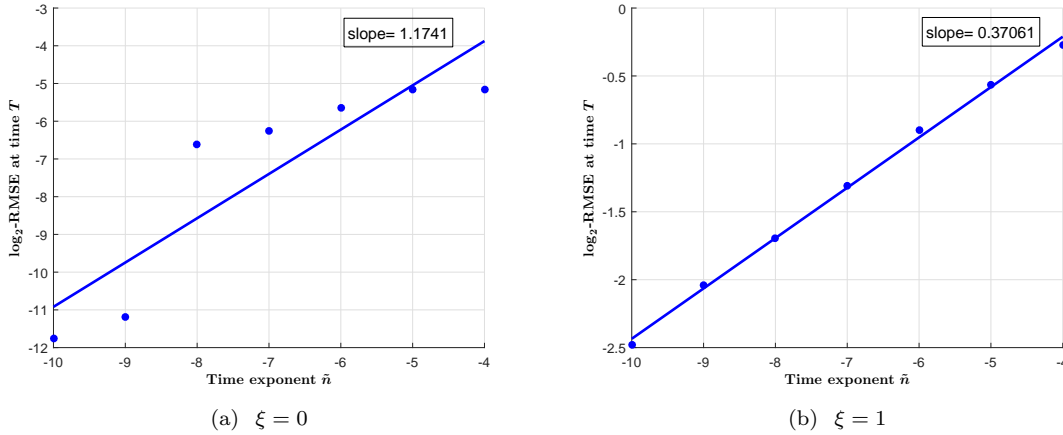 -3
-4
-5
-6
-7
-8
-9
-10
-11
-12
log₂-RMSE at time T
slope= 1.1741
-10 -9 -8 -7 -6 -5 -4
Time exponent ñ
(a) ξ = 0
0
-0.5
-1
-1.5
-2
-2.5
log₂-RMSE at time T
slope= 0.37061
-10 -9 -8 -7 -6 -5 -4
Time exponent ñ
(b) ξ = 1